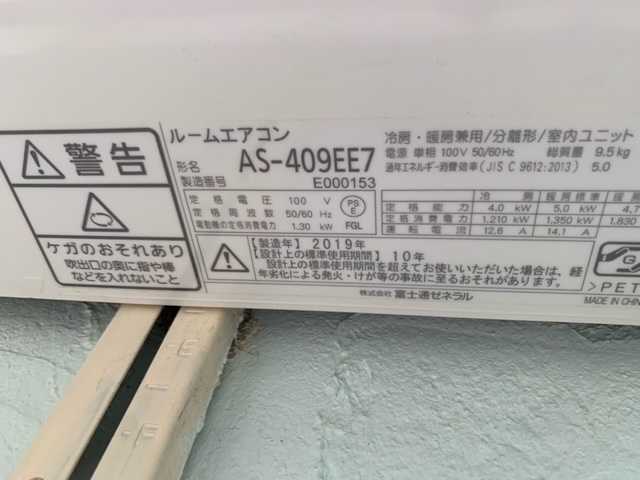 警告
ケガのおそれあり
吹出口の奥に指や棒
などを入れないこと
ルームエアコン
形名 AS-409EE7
製造番号 E000153
定格電圧 100 V
定格周波数 50/60 Hz
電動機の定格消費電力 1.30 kW
PS
E
FGL
冷房・暖房兼用/分離形/室内ユニット
電源 単相 100V 50/60Hz 総質量 9.5kg
通年エネルギー消費効率(JIS C 9612:2013) 5.0
冷房 暖房標準 暖房
定格能力 4.0 kW 5.0 kW 4.7
定格消費電力 1.210 kW 1.350 kW 1.830
運転電流 12.6 A 14.1 A
【製造年】2019年
【設計上の標準使用期間】10年
設計上の標準使用期間を超えてお使いいただいた場合は、経
年劣化による発火・けが等の事故に至るおそれがあります。
株式会社 富士通ゼネラル
G
>PET
MADE IN CHIN